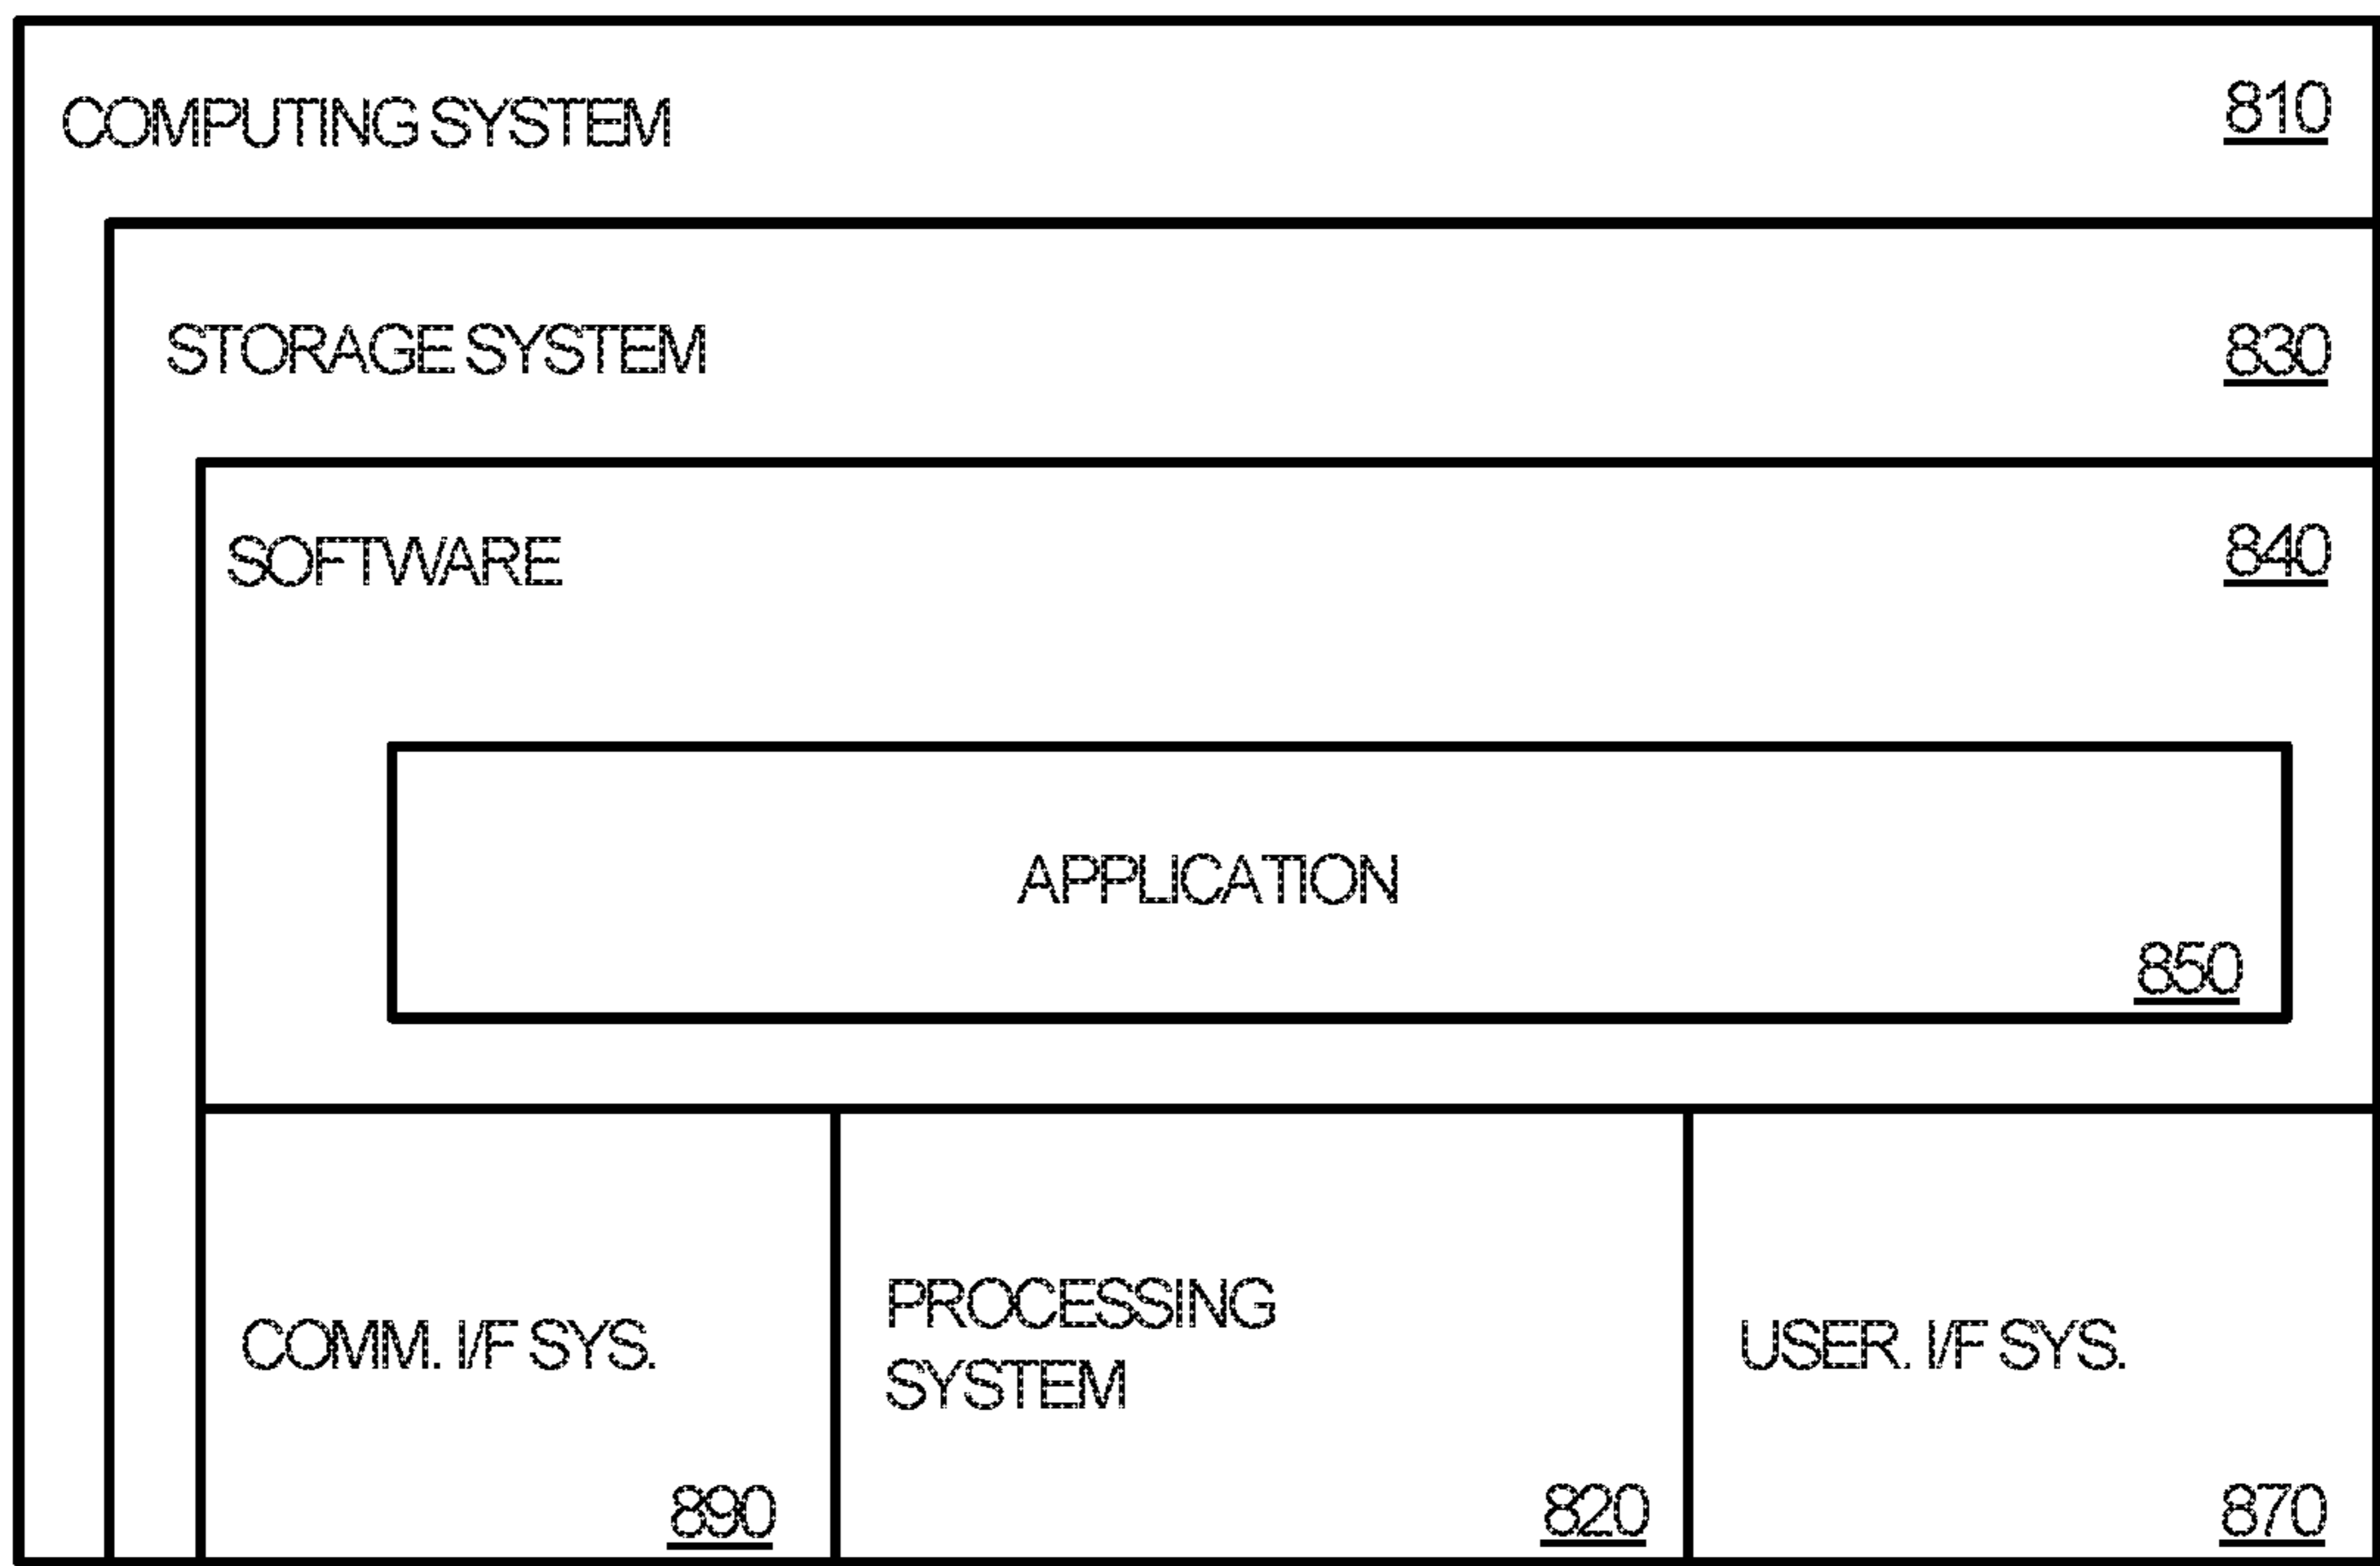 COMPUTING SYSTEM 810
STORAGE SYSTEM 830
SOFTWARE 840
APPLICATION
850
COMM. I/F SYS.
890
PROCESSING
SYSTEM
820
USER. I/F SYS.
870